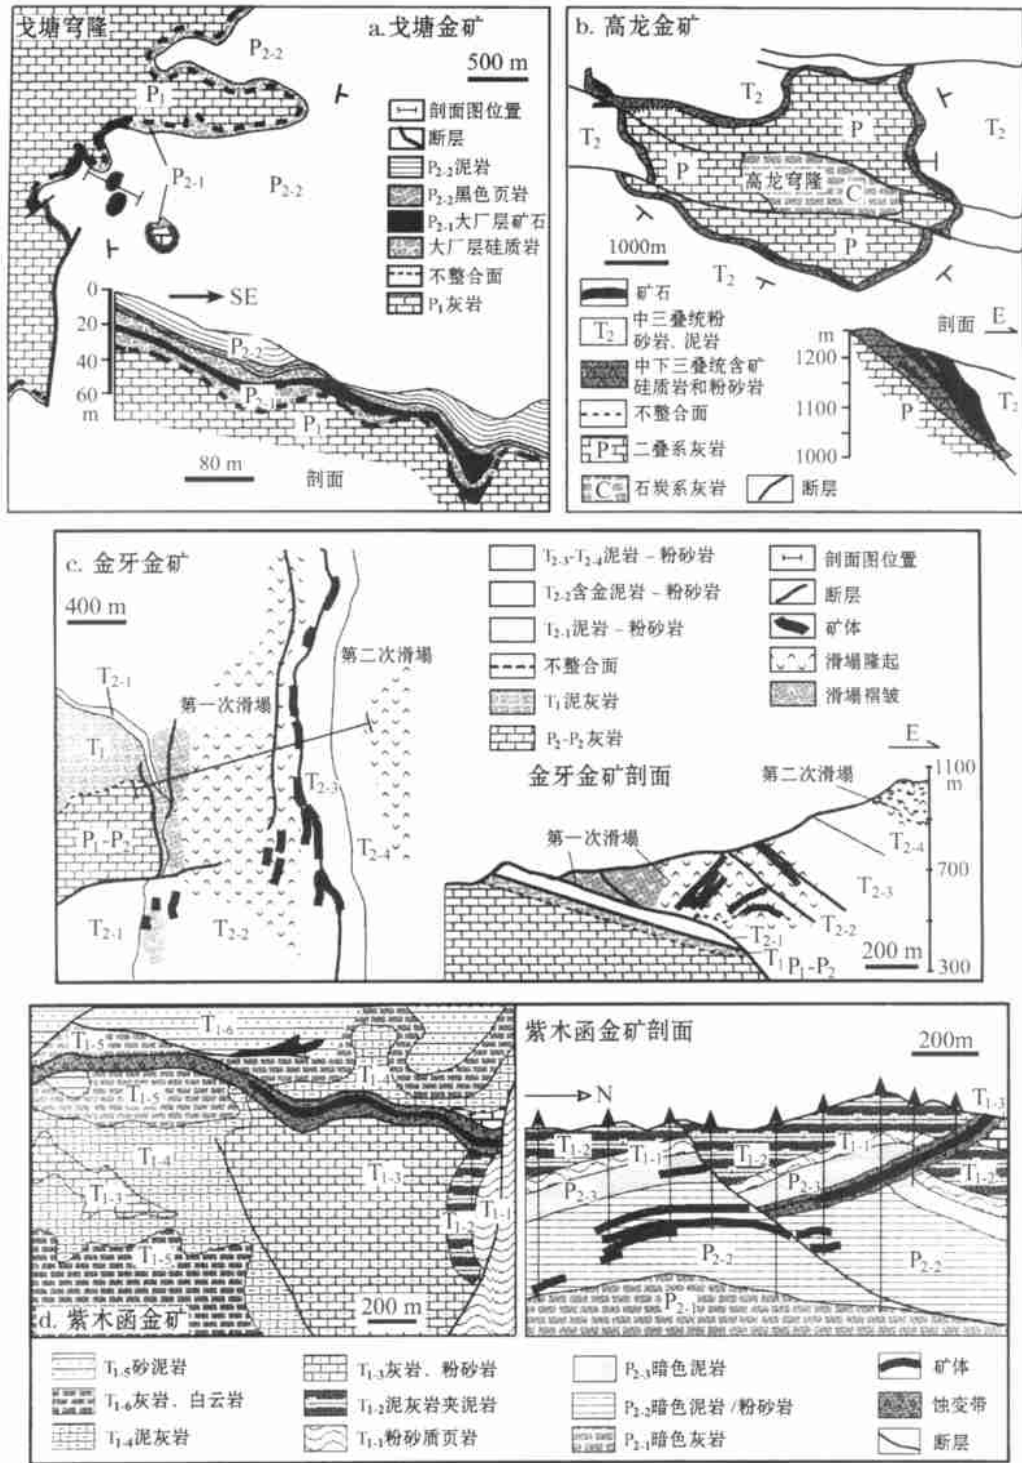 戈塘穹隆
a. 戈塘金矿
500 m
P₂₋₂
P₁
P₂₋₁
P₂₋₂
剖面图位置
断层
P₂₋₂泥岩
P₂₋₂黑色页岩
P₂₋₁大厂层矿石
大厂层硅质岩
不整合面
P₁灰岩
0
20
40
60
m
SE
P₂₋₂
P₂₋₁
P₁
80 m
剖面
b. 高龙金矿
T₂
T₂
T₂
P
P
高龙穹隆
C
P
T₂
1000m
矿石
T₂ 中三叠统粉
砂岩、泥岩
中下三叠统含矿
硅质岩和粉砂岩
不整合面
P 二叠系灰岩
C 石炭系灰岩
断层
剖面 E
m
1200
1100
1000
P
T₂
c. 金牙金矿
400 m
T₂₋₁
第一次滑塌
第二次滑塌
T₁
P₁-P₂
T₂₋₃
T₂₋₄
T₂₋₁
T₂₋₂
T₂₋₃-T₂₋₄泥岩–粉砂岩
T₂₋₂含金泥岩–粉砂岩
T₂₋₁泥岩–粉砂岩
不整合面
T₁泥灰岩
P₂-P₂灰岩
剖面图位置
断层
矿体
滑塌隆起
滑塌褶皱
E
金牙金矿剖面
第二次滑塌
第一次滑塌
1100
m
700
300
T₂₋₄
T₂₋₃
T₂₋₂
T₂₋₁
T₁
P₁-P₂
200 m
T₁₋₆
T₁₋₅
T₁₋₄
T₁₋₅
T₁₋₄
T₁₋₃
T₁₋₃
T₁₋₂
T₁₋₁
T₁₋₅
200 m
d. 紫木函金矿
紫木函金矿剖面
200m
N
T₁₋₃
T₁₋₂
T₁₋₁
T₁₋₂
T₁₋₁
T₁₋₂
P₂₋₃
P₂₋₃
P₂₋₂
P₂₋₂
P₂₋₁
T₁₋₅砂泥岩
T₁₋₆灰岩、白云岩
T₁₋₄泥灰岩
T₁₋₃灰岩、粉砂岩
T₁₋₂泥灰岩夹泥岩
T₁₋₁粉砂质页岩
P₂₋₃暗色泥岩
P₂₋₂暗色泥岩/粉砂岩
P₂₋₁暗色灰岩
矿体
蚀变带
断层